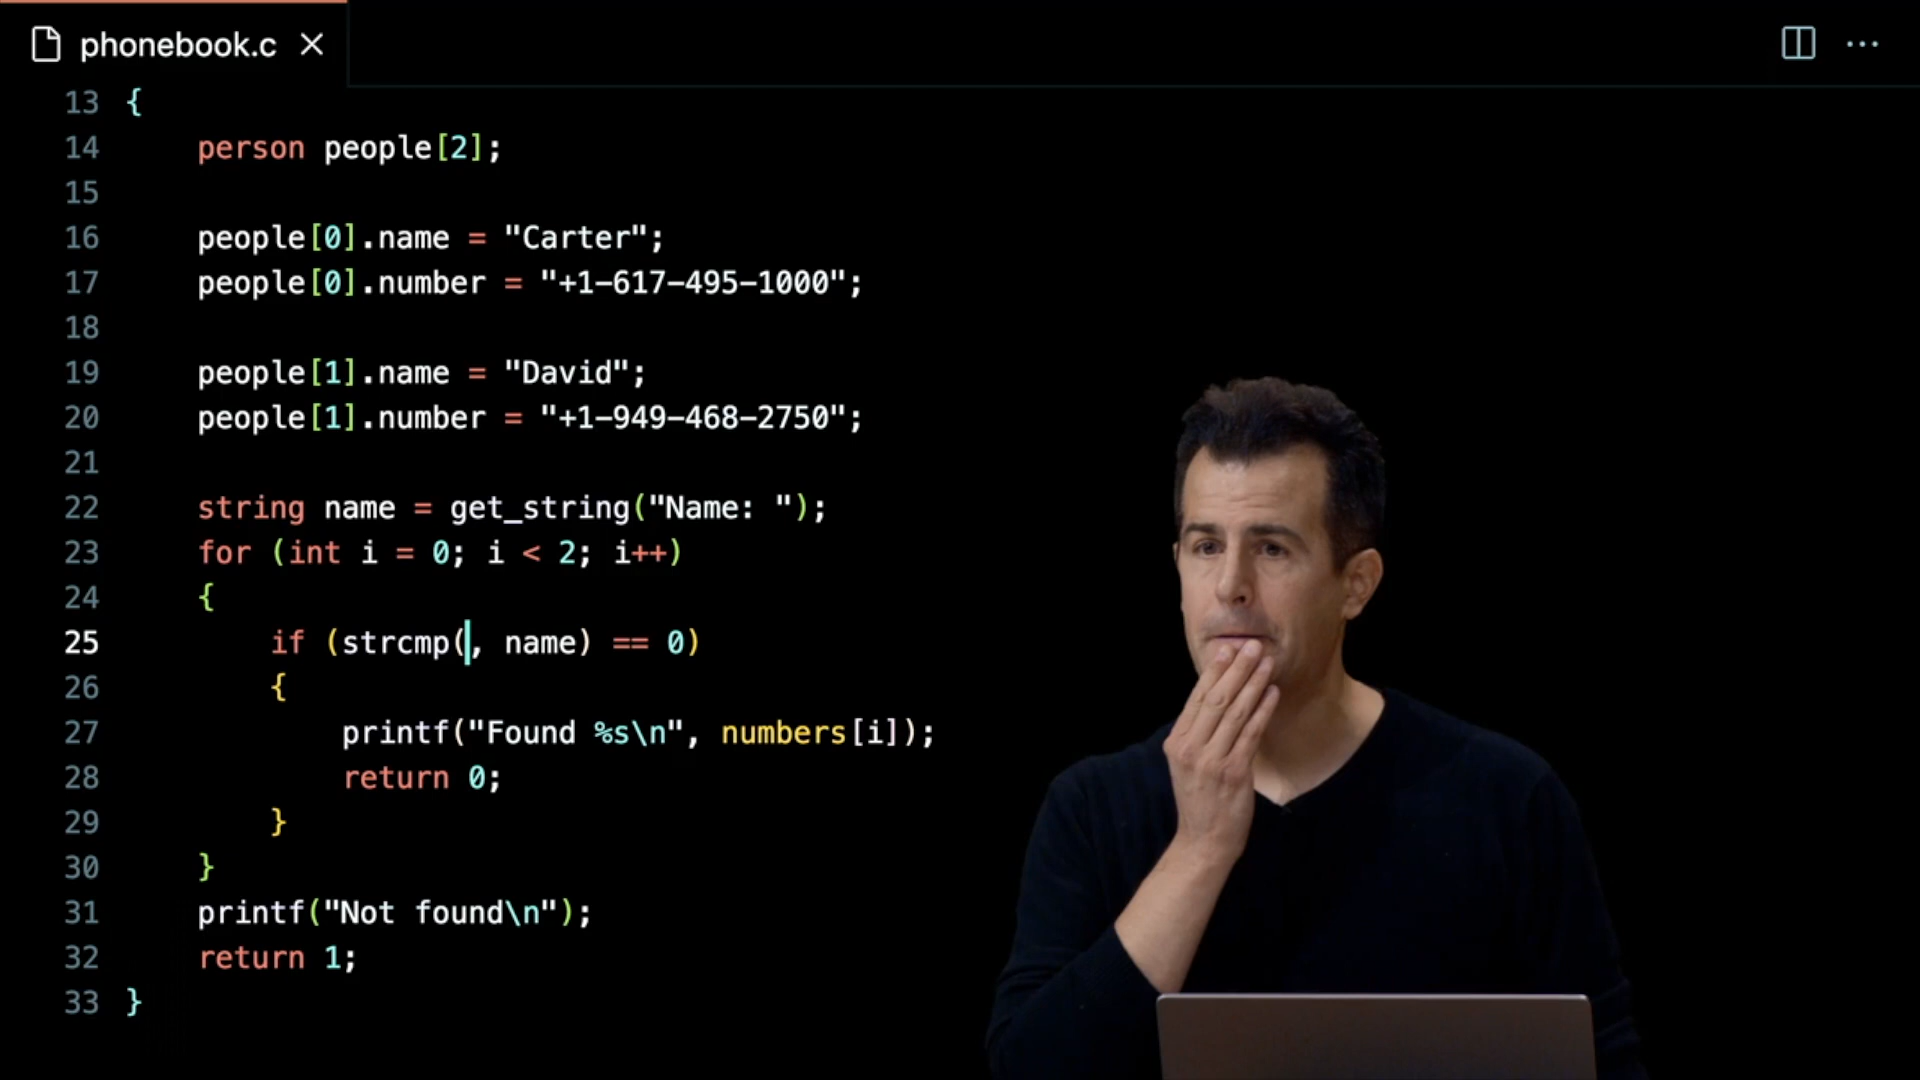 phonebook.c
13 {
14 person people[2];
15
16 people[0].name = "Carter";
17 people[0].number = "+1-617-495-1000";
18
19 people[1].name = "David";
20 people[1].number = "+1-949-468-2750";
21
22 string name = get_string("Name: ");
23 for (int i = 0; i < 2; i++)
24 {
25 if (strcmp(, name) == 0)
26 {
27 printf("Found %s\n", numbers[i]);
28 return 0;
29 }
30 }
31 printf("Not found\n");
32 return 1;
33 }